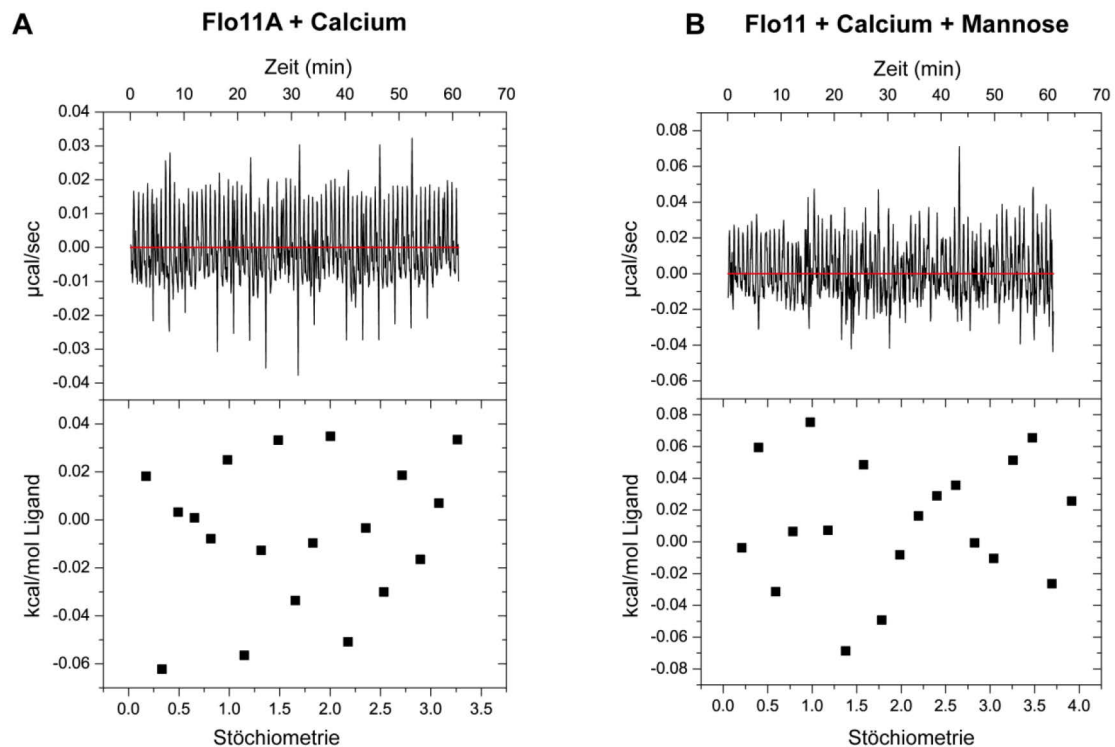 A
Flo11A + Calcium
Zeit (min)
0 10 20 30 40 50 60 70
0.04
0.03
0.02
0.01
0.00
-0.01
-0.02
-0.03
-0.04
µcal/sec
0.04
0.02
0.00
-0.02
-0.04
-0.06
kcal/mol Ligand
0.0 0.5 1.0 1.5 2.0 2.5 3.0 3.5
Stöchiometrie
B
Flo11 + Calcium + Mannose
Zeit (min)
0 10 20 30 40 50 60 70
0.08
0.06
0.04
0.02
0.00
-0.02
-0.04
-0.06
µcal/sec
0.08
0.06
0.04
0.02
0.00
-0.02
-0.04
-0.06
-0.08
kcal/mol Ligand
0.0 0.5 1.0 1.5 2.0 2.5 3.0 3.5 4.0
Stöchiometrie